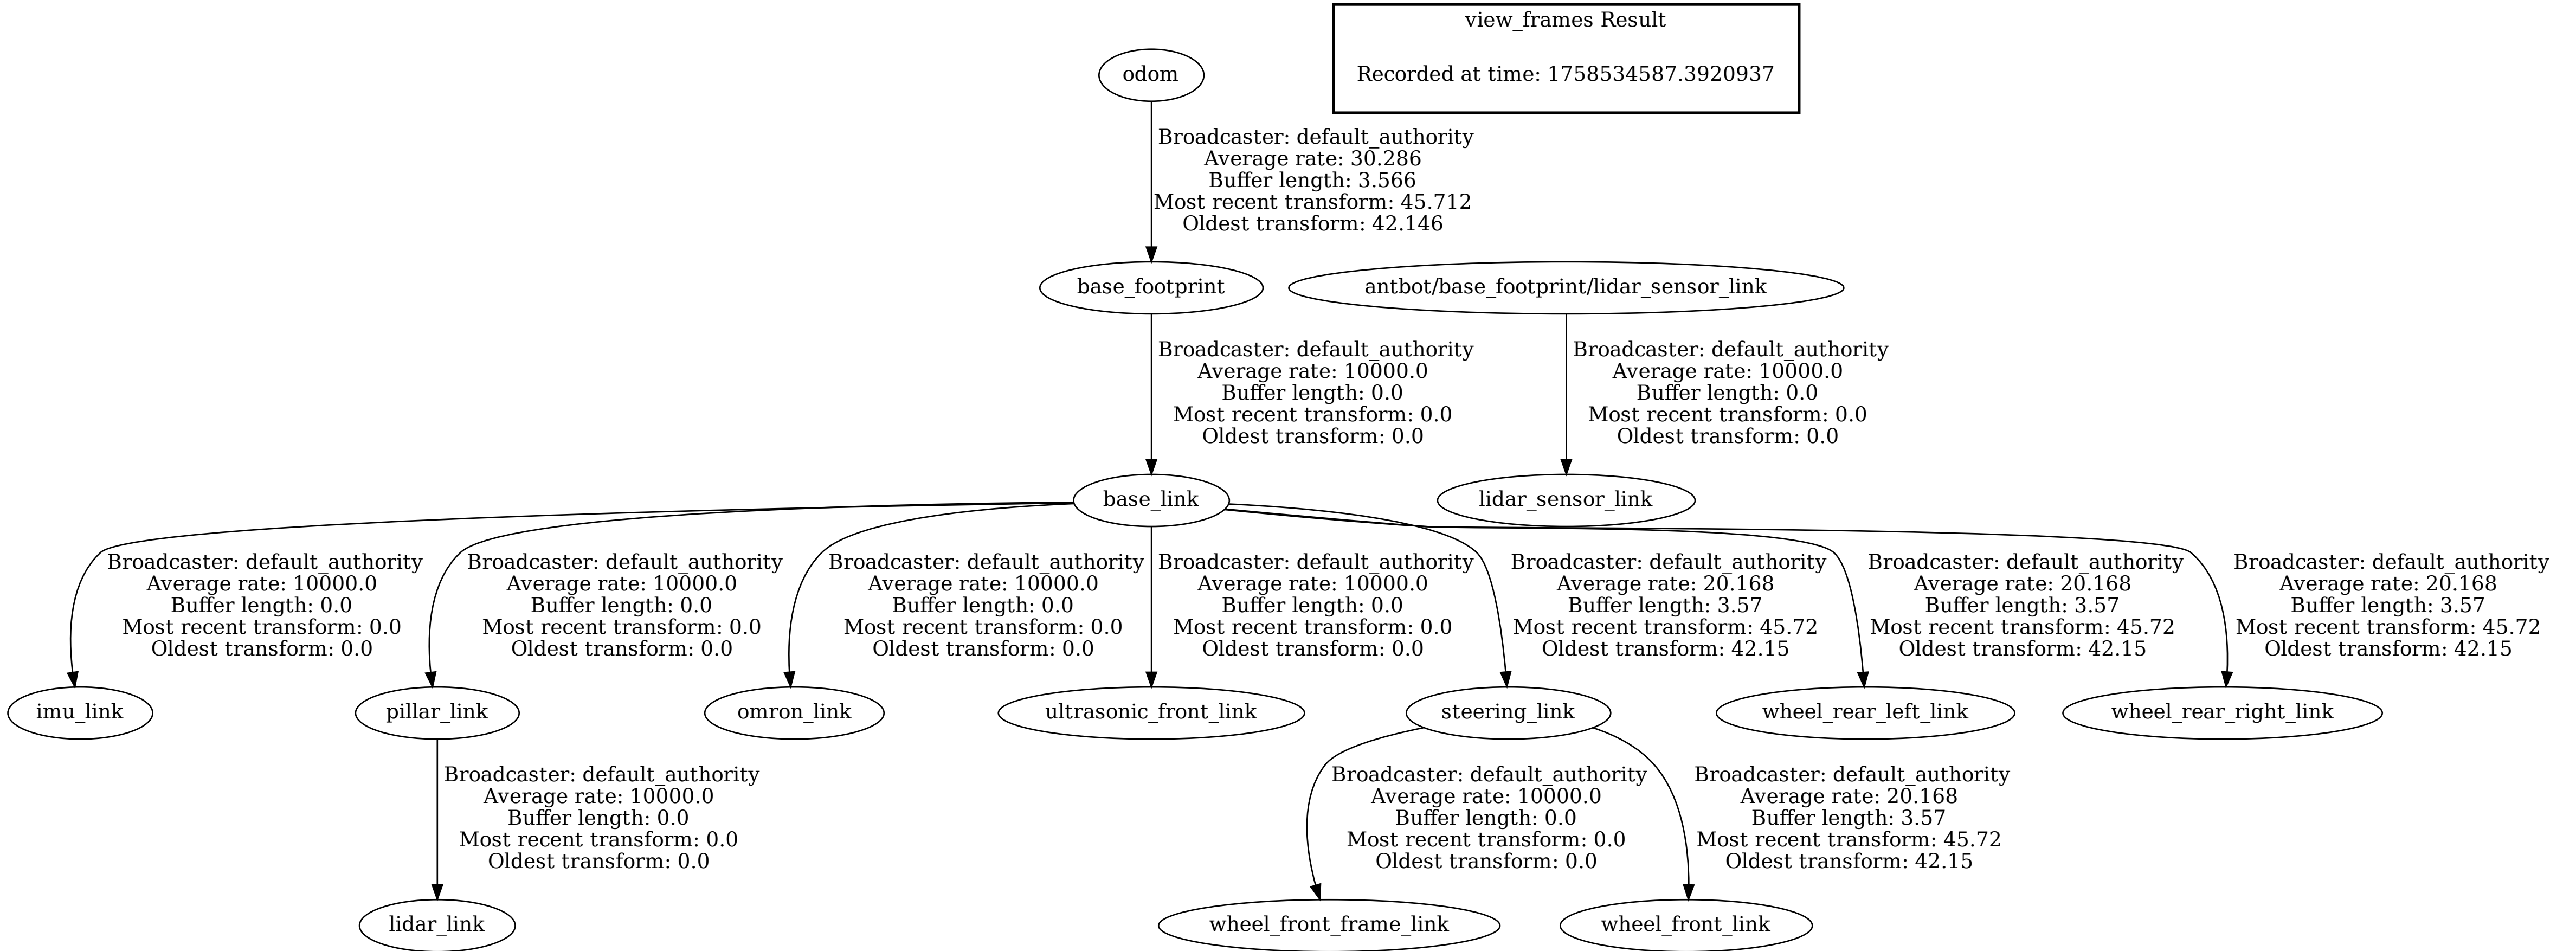 view_frames Result
Recorded at time: 1758534587.3920937
odom
Broadcaster: default_authority
Average rate: 30.286
Buffer length: 3.566
Most recent transform: 45.712
Oldest transform: 42.146
base_footprint
antbot/base_footprint/lidar_sensor_link
Broadcaster: default_authority
Average rate: 10000.0
Buffer length: 0.0
Most recent transform: 0.0
Oldest transform: 0.0
Broadcaster: default_authority
Average rate: 10000.0
Buffer length: 0.0
Most recent transform: 0.0
Oldest transform: 0.0
base_link
lidar_sensor_link
Broadcaster: default_authority
Average rate: 10000.0
Buffer length: 0.0
Most recent transform: 0.0
Oldest transform: 0.0
Broadcaster: default_authority
Average rate: 10000.0
Buffer length: 0.0
Most recent transform: 0.0
Oldest transform: 0.0
Broadcaster: default_authority
Average rate: 10000.0
Buffer length: 0.0
Most recent transform: 0.0
Oldest transform: 0.0
Broadcaster: default_authority
Average rate: 10000.0
Buffer length: 0.0
Most recent transform: 0.0
Oldest transform: 0.0
Broadcaster: default_authority
Average rate: 20.168
Buffer length: 3.57
Most recent transform: 45.72
Oldest transform: 42.15
Broadcaster: default_authority
Average rate: 20.168
Buffer length: 3.57
Most recent transform: 45.72
Oldest transform: 42.15
Broadcaster: default_authority
Average rate: 20.168
Buffer length: 3.57
Most recent transform: 45.72
Oldest transform: 42.15
imu_link
pillar_link
omron_link
ultrasonic_front_link
steering_link
wheel_rear_left_link
wheel_rear_right_link
Broadcaster: default_authority
Average rate: 10000.0
Buffer length: 0.0
Most recent transform: 0.0
Oldest transform: 0.0
Broadcaster: default_authority
Average rate: 10000.0
Buffer length: 0.0
Most recent transform: 0.0
Oldest transform: 0.0
Broadcaster: default_authority
Average rate: 20.168
Buffer length: 3.57
Most recent transform: 45.72
Oldest transform: 42.15
lidar_link
wheel_front_frame_link
wheel_front_link